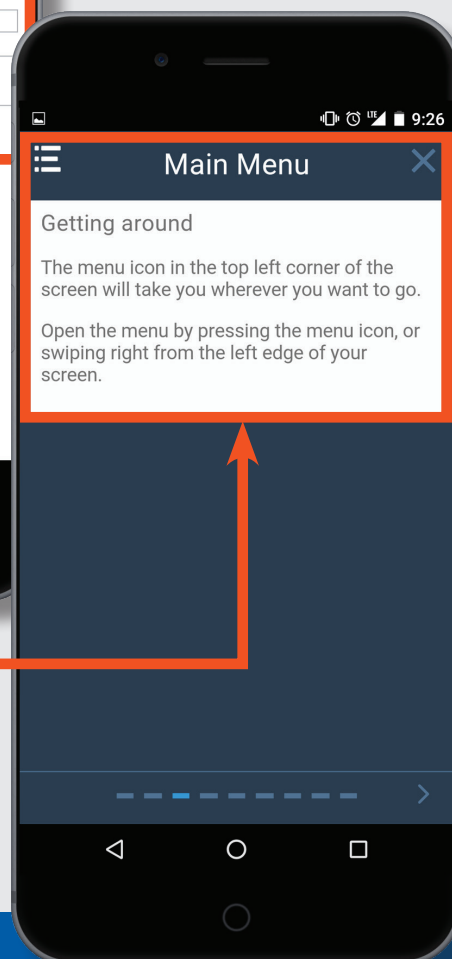 LTE 9:26
Main Menu
Getting around
The menu icon in the top left corner of the
screen will take you wherever you want to go.
Open the menu by pressing the menu icon, or
swiping right from the left edge of your
screen.